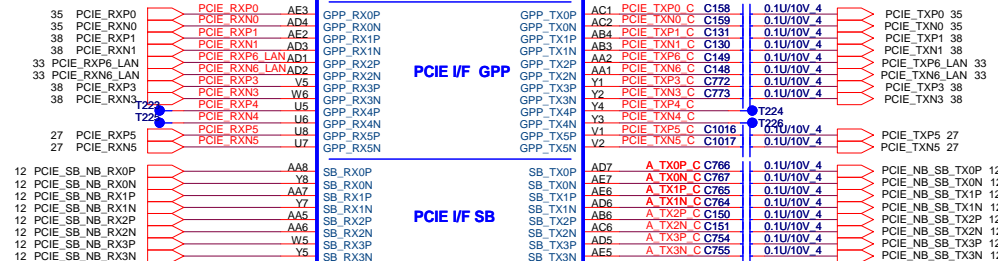 35 PCIE_RXP0 PCIE_RXP0 AE3 GPP_RX0P GPP_TX0P AC1 PCIE_TXP0_C C158 0.1U/10V_4 PCIE_TXP0 35
35 PCIE_RXN0 PCIE_RXN0 AD4 GPP_RX0N GPP_TX0N AC2 PCIE_TXN0_C C159 0.1U/10V_4 PCIE_TXN0 35
38 PCIE_RXP1 PCIE_RXP1 AE2 GPP_RX1P GPP_TX1P AB4 PCIE_TXP1_C C131 0.1U/10V_4 PCIE_TXP1 38
38 PCIE_RXN1 PCIE_RXN1 AD3 GPP_RX1N GPP_TX1N AB3 PCIE_TXN1_C C130 0.1U/10V_4 PCIE_TXN1 38
33 PCIE_RXP6_LAN PCIE_RXP6_LAN AD1 GPP_RX2P PCIE I/F GPP GPP_TX2P AA2 PCIE_TXP6_C C149 0.1U/10V_4 PCIE_TXP6_LAN 33
33 PCIE_RXN6_LAN PCIE_RXN6_LAN AD2 GPP_RX2N GPP_TX2N AA1 PCIE_TXN6_C C148 0.1U/10V_4 PCIE_TXN6_LAN 33
38 PCIE_RXP3 PCIE_RXP3 V5 GPP_RX3P GPP_TX3P Y1 PCIE_TXP3_C C772 0.1U/10V_4 PCIE_TXP3 38
38 PCIE_RXN3 PCIE_RXN3 W6 GPP_RX3N GPP_TX3N Y2 PCIE_TXN3_C C773 0.1U/10V_4 PCIE_TXN3 38
T223 PCIE_RXP4 U5 GPP_RX4P GPP_TX4P Y4 PCIE_TXP4_C T224
T225 PCIE_RXN4 U6 GPP_RX4N GPP_TX4N Y3 PCIE_TXN4_C T226
27 PCIE_RXP5 PCIE_RXP5 U8 GPP_RX5P GPP_TX5P V1 PCIE_TXP5_C C1016 0.1U/10V_4 PCIE_TXP5 27
27 PCIE_RXN5 PCIE_RXN5 U7 GPP_RX5N GPP_TX5N V2 PCIE_TXN5_C C1017 0.1U/10V_4 PCIE_TXN5 27
12 PCIE_SB_NB_RX0P AA8 SB_RX0P SB_TX0P AD7 A_TX0P_C C766 0.1U/10V_4 PCIE_NB_SB_TX0P 12
12 PCIE_SB_NB_RX0N Y8 SB_RX0N SB_TX0N AE7 A_TX0N_C C767 0.1U/10V_4 PCIE_NB_SB_TX0N 12
12 PCIE_SB_NB_RX1P AA7 SB_RX1P SB_TX1P AE6 A_TX1P_C C765 0.1U/10V_4 PCIE_NB_SB_TX1P 12
12 PCIE_SB_NB_RX1N Y7 SB_RX1N SB_TX1N AD6 A_TX1N_C C764 0.1U/10V_4 PCIE_NB_SB_TX1N 12
12 PCIE_SB_NB_RX2P AA5 SB_RX2P PCIE I/F SB SB_TX2P AB6 A_TX2P_C C150 0.1U/10V_4 PCIE_NB_SB_TX2P 12
12 PCIE_SB_NB_RX2N AA6 SB_RX2N SB_TX2N AC6 A_TX2N_C C151 0.1U/10V_4 PCIE_NB_SB_TX2N 12
12 PCIE_SB_NB_RX3P W5 SB_RX3P SB_TX3P AD5 A_TX3P_C C754 0.1U/10V_4 PCIE_NB_SB_TX3P 12
12 PCIE_SB_NB_RX3N Y5 SB_RX3N SB_TX3N AE5 A_TX3N_C C755 0.1U/10V_4 PCIE_NB_SB_TX3N 12